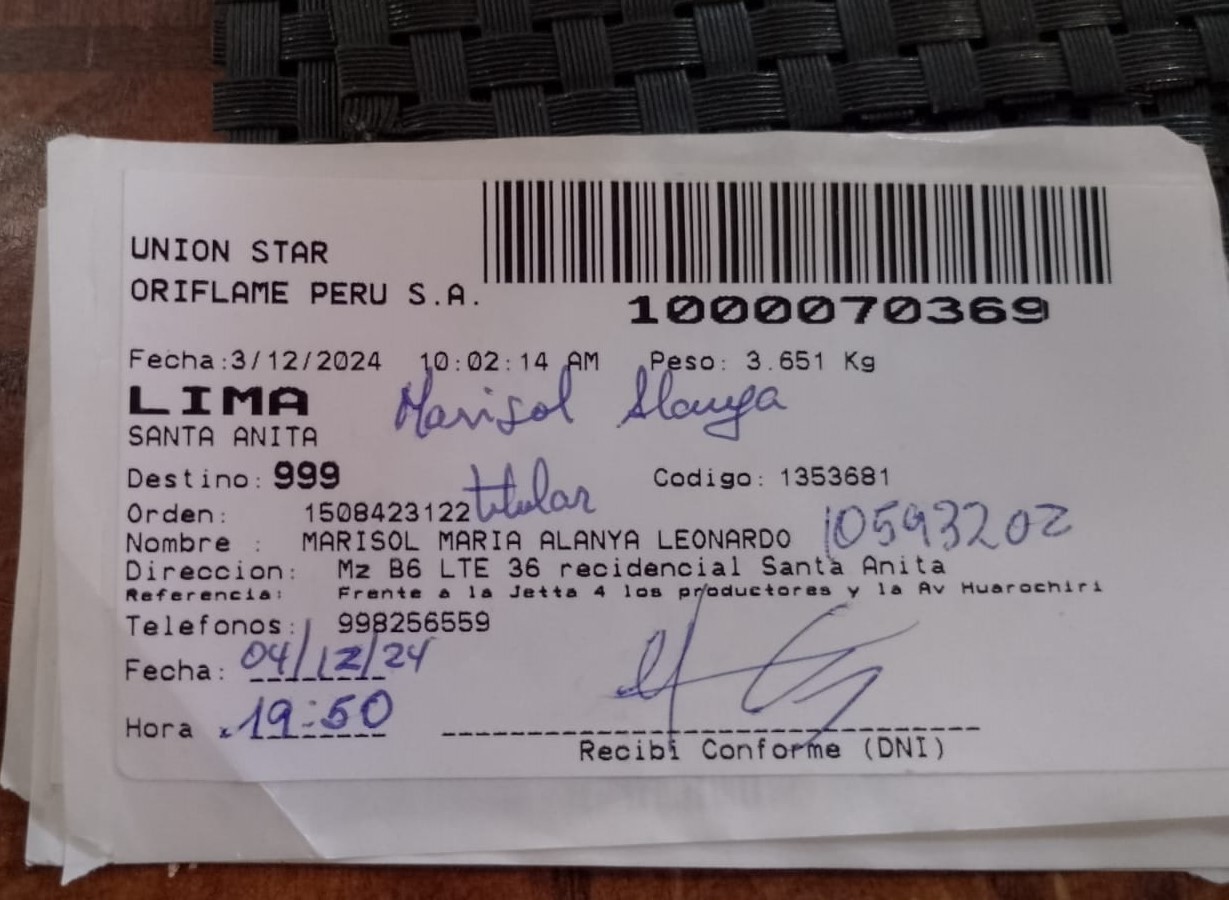 UNION STAR
ORIFLAME PERU S.A.
1000070369
Fecha:3/12/2024 10:02:14 AM Peso: 3.651 Kg
LIMA Marisol Alanya
SANTA ANITA
Destino: 999 Codigo: 1353681
Orden: 1508423122 titular
Nombre : MARISOL MARIA ALANYA LEONARDO 10593202
Direccion: Mz B6 LTE 36 recidencial Santa Anita
Referencia: Frente a la Jetta 4 los productores y la Av Huarochiri
Telefonos: 998256559
Fecha: 04/12/24
Hora 19:50
Recibi Conforme (DNI)